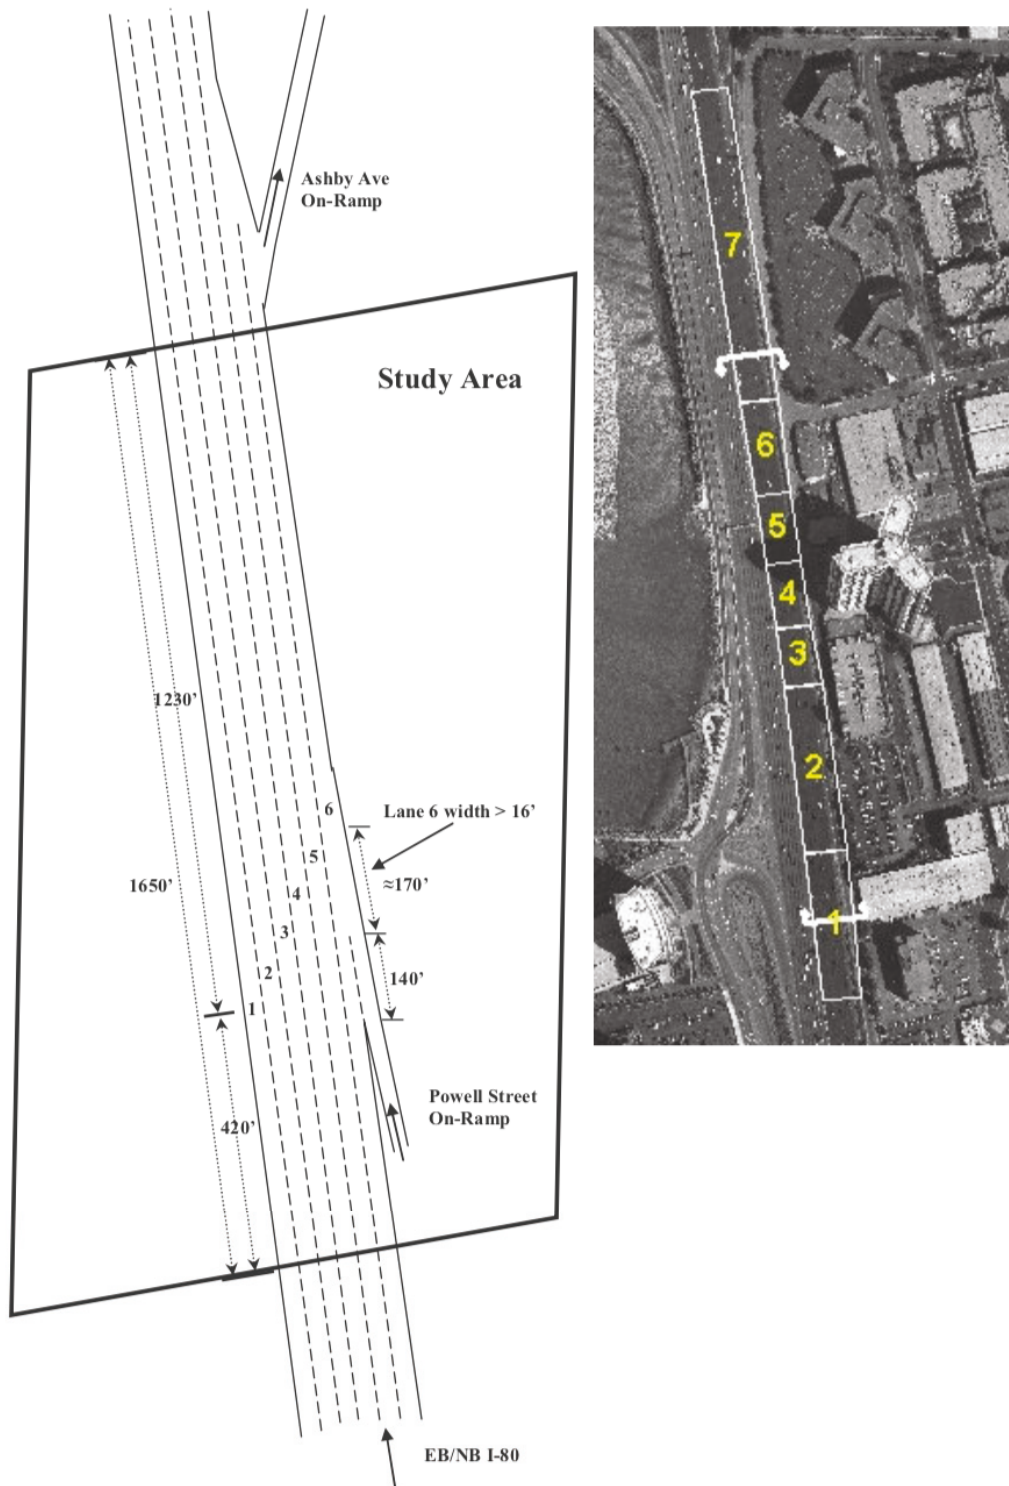 Ashby Ave
On-Ramp
Study Area
1230’
1650’
420’
6
5
4
3
2
1
Lane 6 width > 16’
≈170’
140’
Powell Street
On-Ramp
EB/NB I-80
7
6
5
4
3
2
1